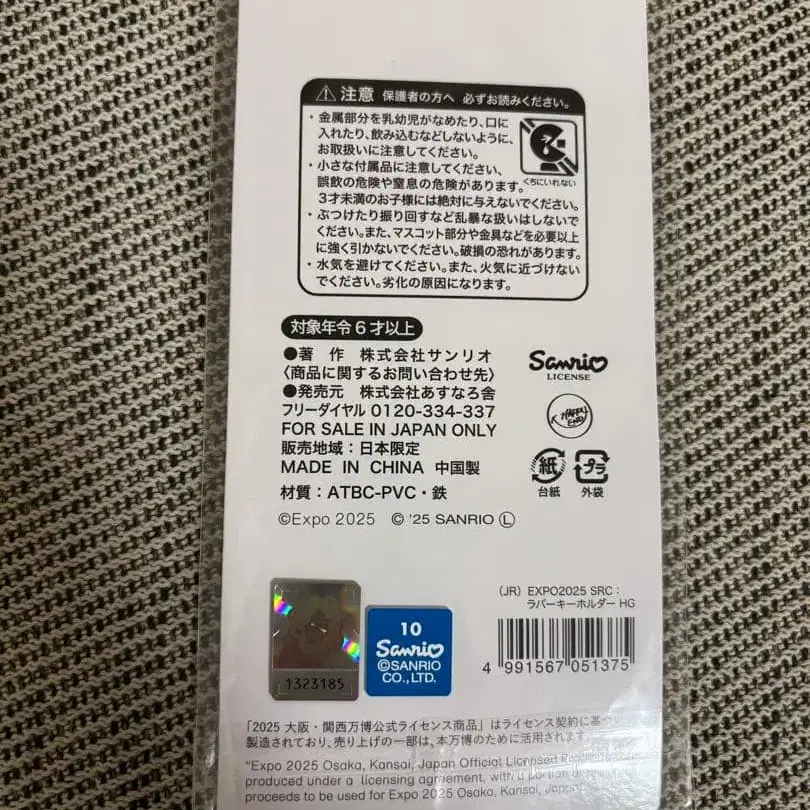 注意 保護者の方へ 必ずお読みください。
・金属部分を乳幼児がなめたり、口に
入れたり、飲み込むなどしないように、
お取扱いに注意してください。
・小さな付属品に注意してください、
誤飲の危険や窒息の危険があります。
くちにいれない
3才未満のお子様には絶対に与えないでください。
・ぶつけたり振り回すなど乱暴な扱いはしないで
ください。また、マスコット部分や金具などを必要以上
に強く引かないでください。破損の恐れがあります。
・水気を避けてください。また、火気に近づけない
でください。劣化の原因になります。
対象年令6才以上
●著 作 株式会社サンリオ
〈商品に関するお問い合わせ先〉
●発売元 株式会社あすなろ舎
フリーダイヤル 0120-334-337
FOR SALE IN JAPAN ONLY
販売地域：日本限定
MADE IN CHINA 中国製
材質：ATBC-PVC・鉄
©Expo 2025 © '25 SANRIO Ⓛ
Sanrio
LICENSE
HAPPY
END
紙
台紙
プラ
外袋
1323185
10
Sanrio
©SANRIO
CO.,LTD.
(JR) EXPO2025 SRC：
ラバーキーホルダー HG
4 991567 051375
「2025 大阪・関西万博公式ライセンス商品」はライセンス契約に基づ
製造されており、売り上げの一部は、本万博のために活用されます。
"Expo 2025 Osaka, Kansai, Japan Official Licensed
produced under a licensing agreement, with a portion
proceeds to be used for Expo 2025 Osaka, Kansai,